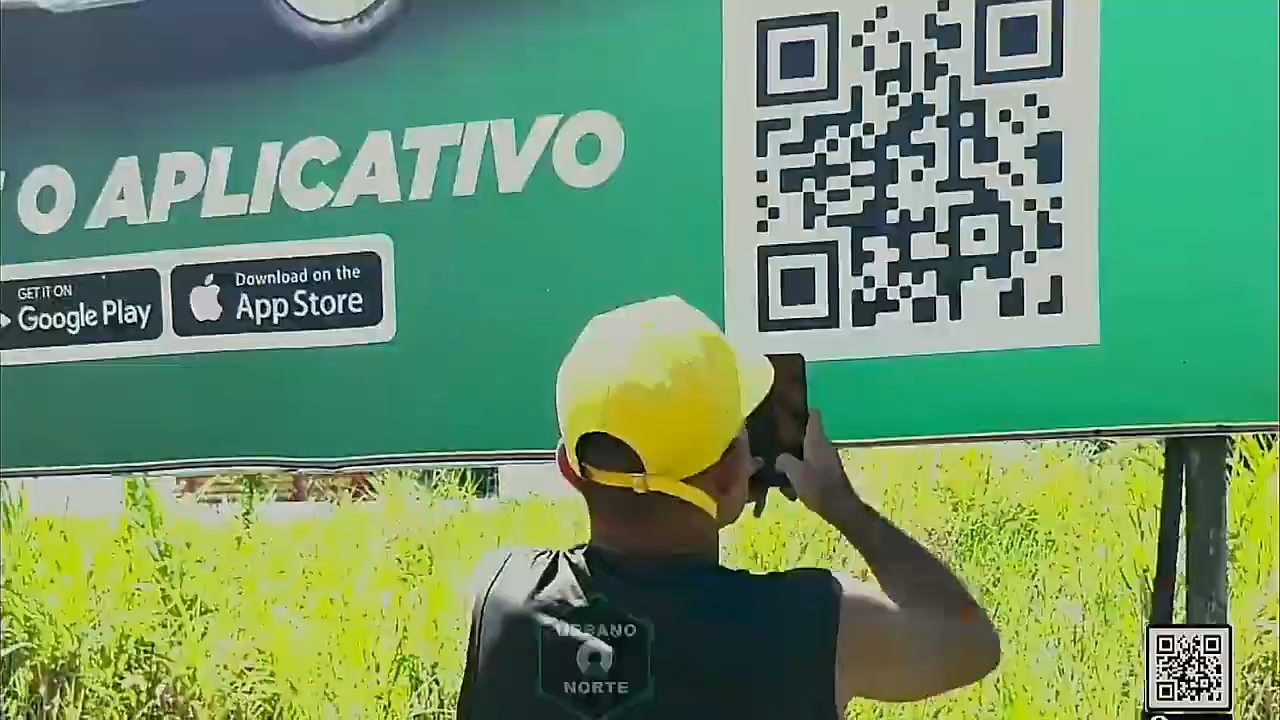 O APLICATIVO
GET IT ON
Google Play
Download on the
App Store
URBANO
NORTE